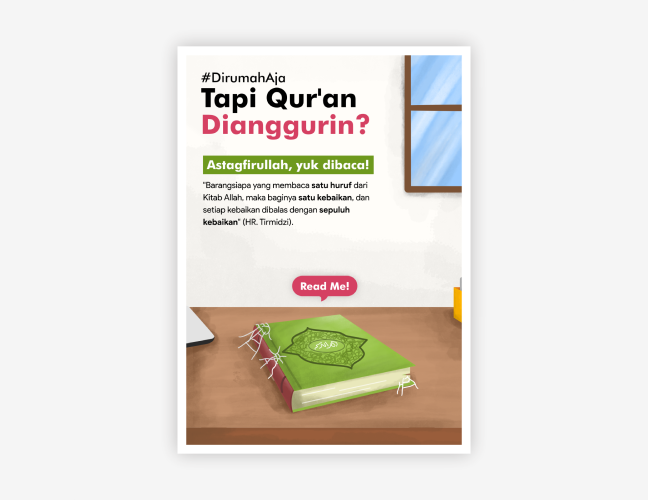 #DirumahAja
Tapi Qur'an
Dianggurin?
Astagfirullah, yuk dibaca!
"Barangsiapa yang membaca satu huruf dari
Kitab Allah, maka baginya satu kebaikan, dan
setiap kebaikan dibalas dengan sepuluh
kebaikan" (HR. Tirmidzi).
Read Me!